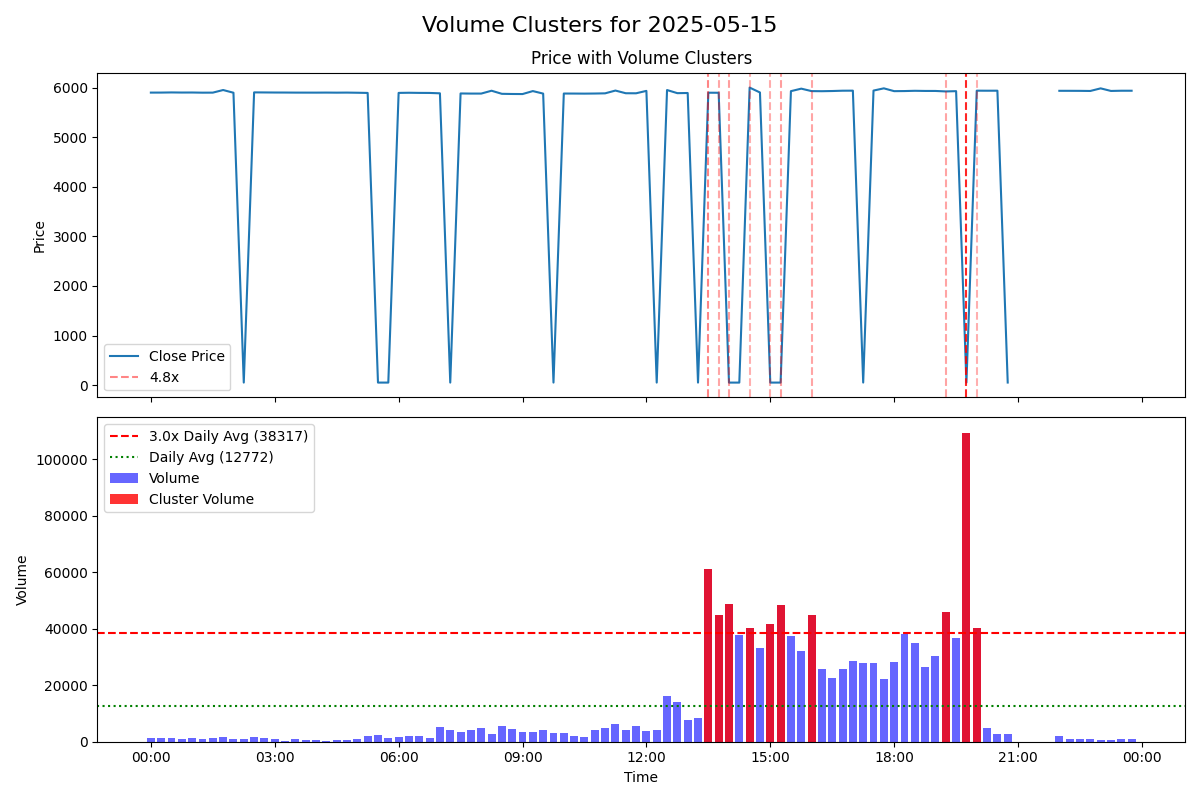 Volume Clusters for 2025-05-15
Price with Volume Clusters
6000
5000
4000
3000
2000
1000
0
Price
Close Price
4.8x
100000
80000
60000
40000
20000
0
Volume
3.0x Daily Avg (38317)
Daily Avg (12772)
Volume
Cluster Volume
00:00 03:00 06:00 09:00 12:00 15:00 18:00 21:00 00:00
Time